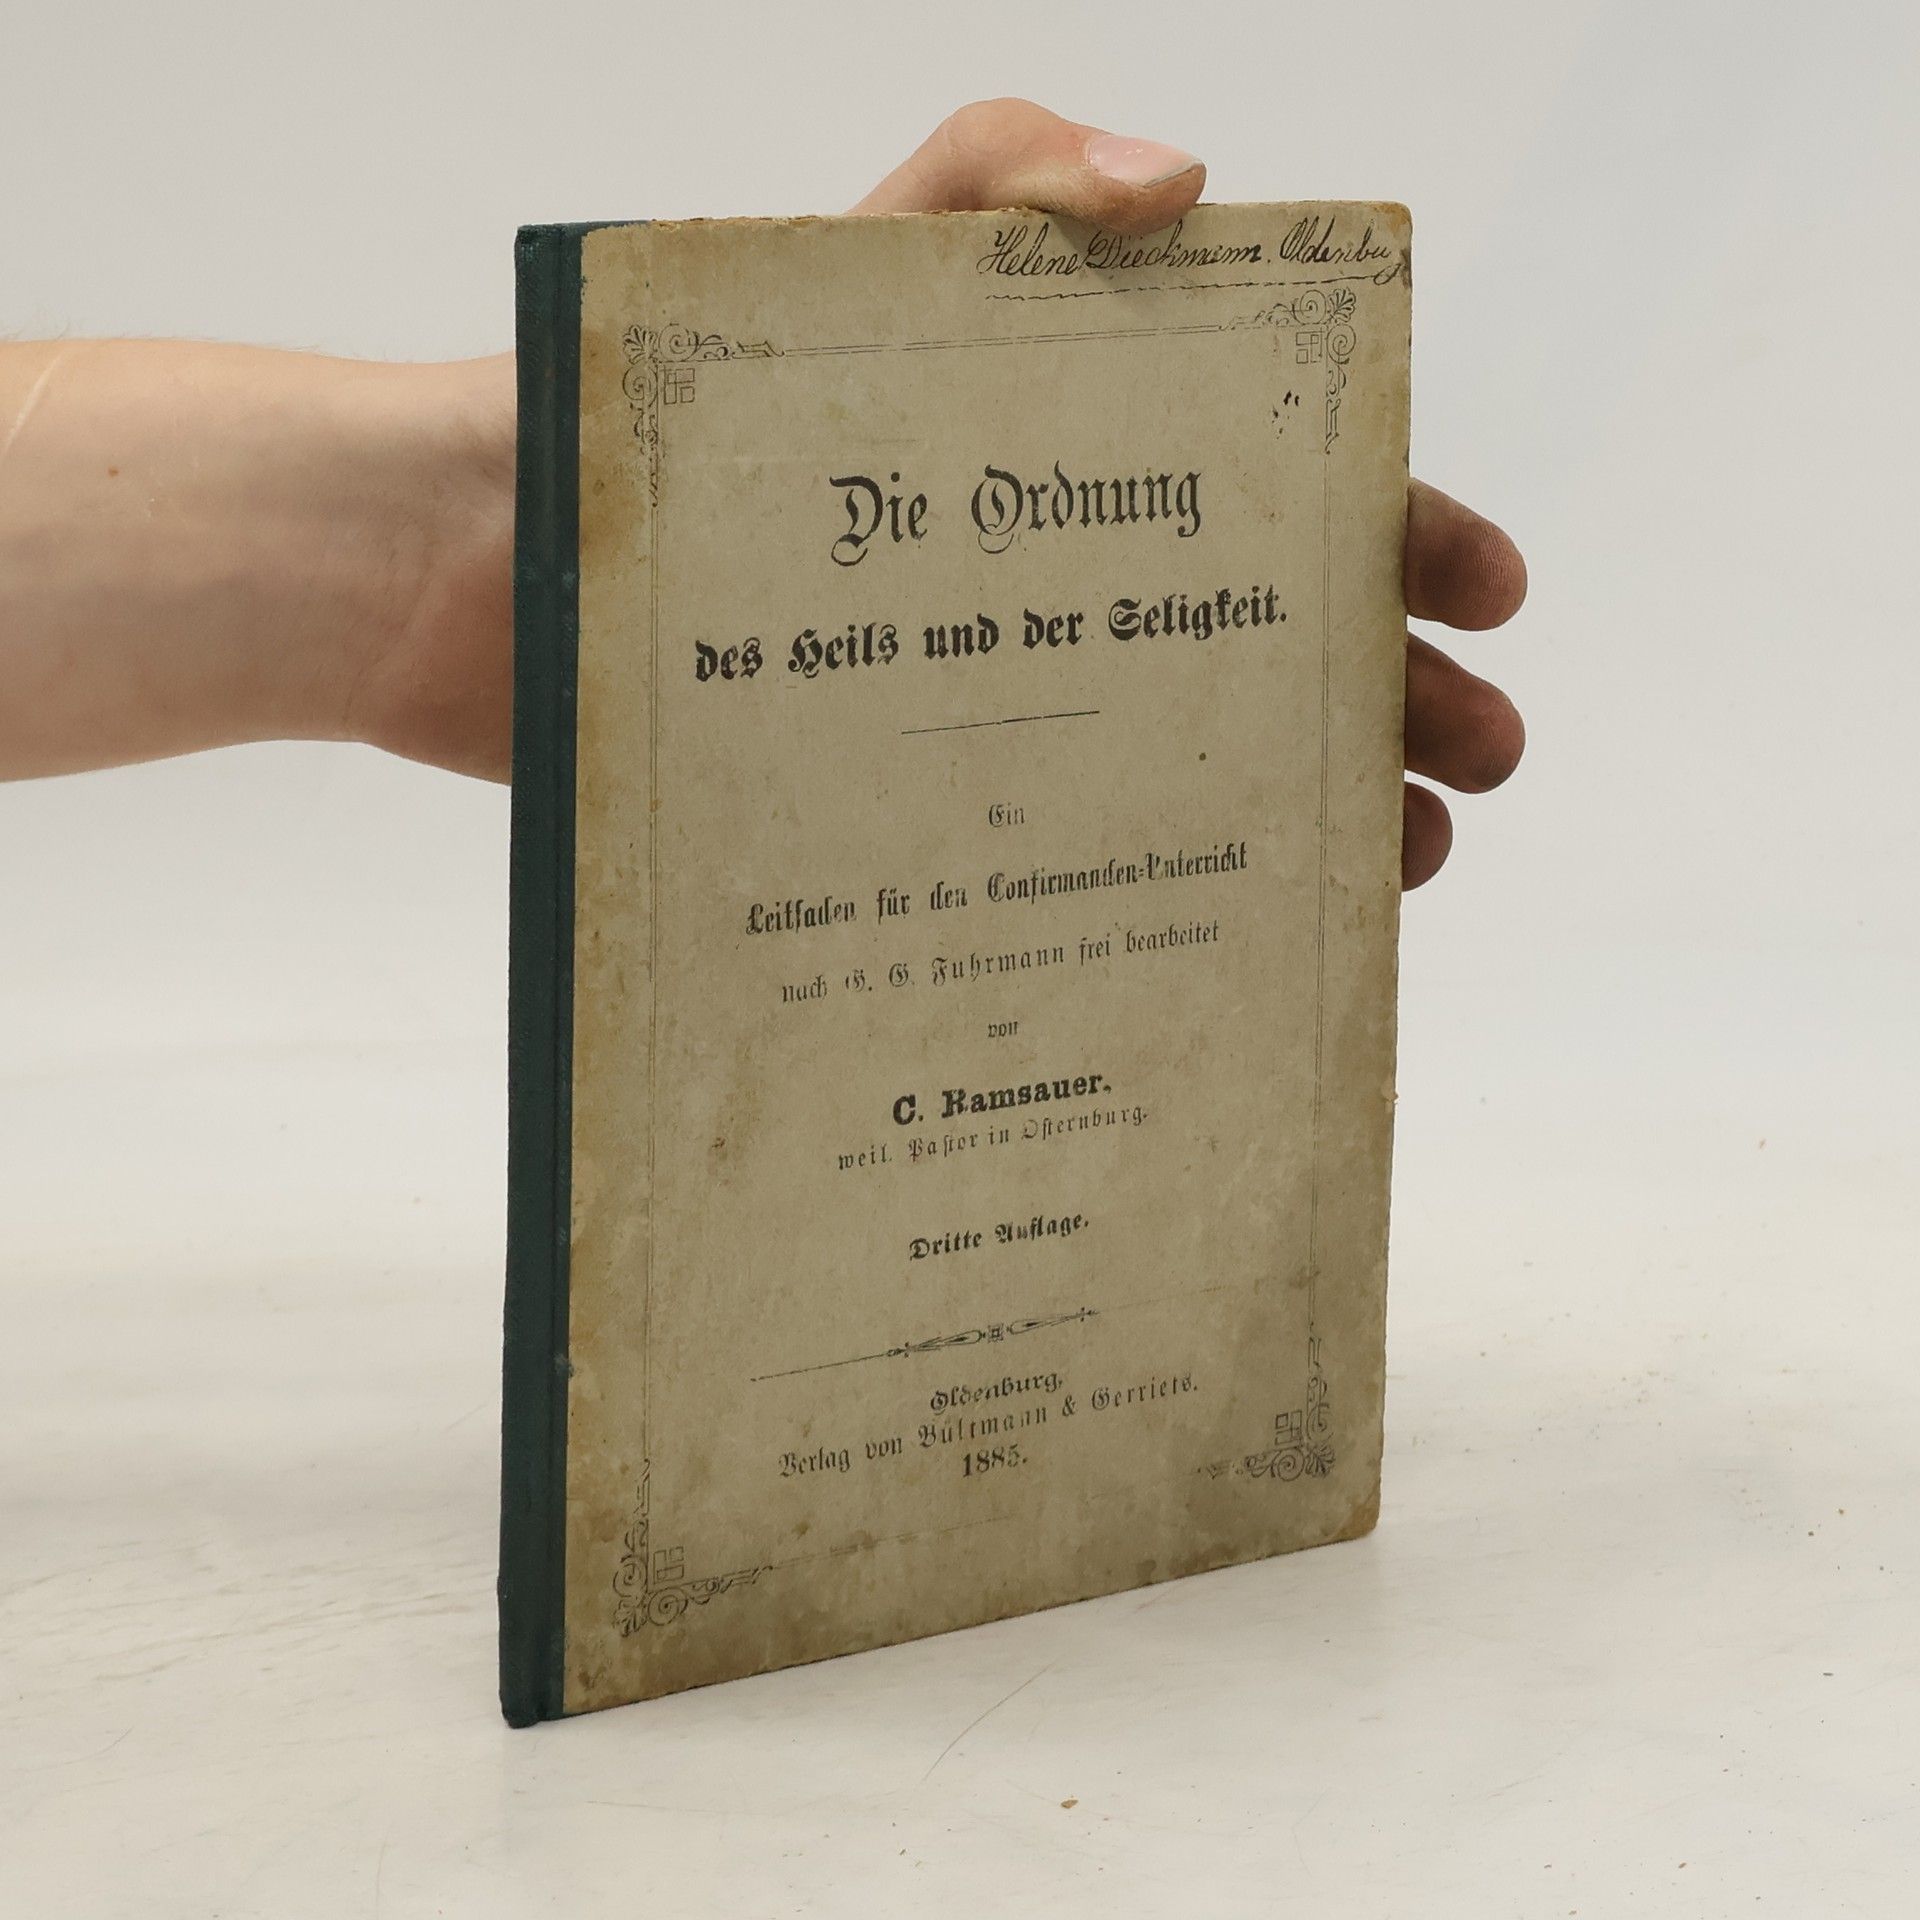 Helene Dieckmann. Oldenbu
Die Ordnung
des Heils und der Seligkeit.
Ein
Leitfaden für den Confirmanden-Unterricht
nach G. G. Fuhrmann frei bearbeitet
von
C. Ramsauer,
weil. Pastor in Osternburg.
Dritte Auflage.
Oldenburg,
Verlag von Bültmann & Gerriets.
1885.